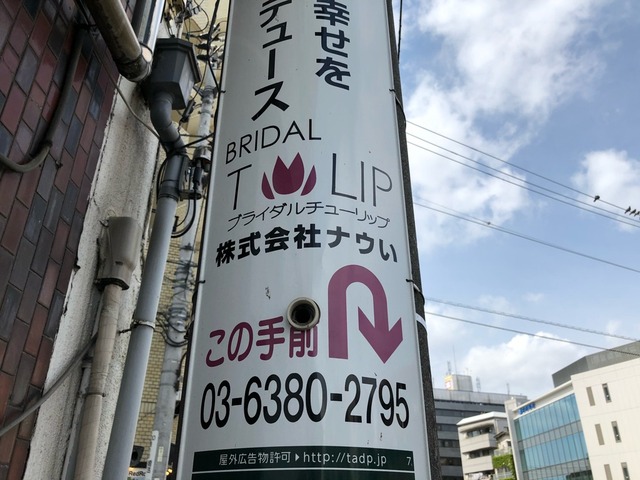 幸せを
デュース
BRIDAL
TULIP
ブライダルチューリップ
株式会社ナウい
この手前
03-6380-2795
屋外広告物許可▶http://tadp.jp 7.